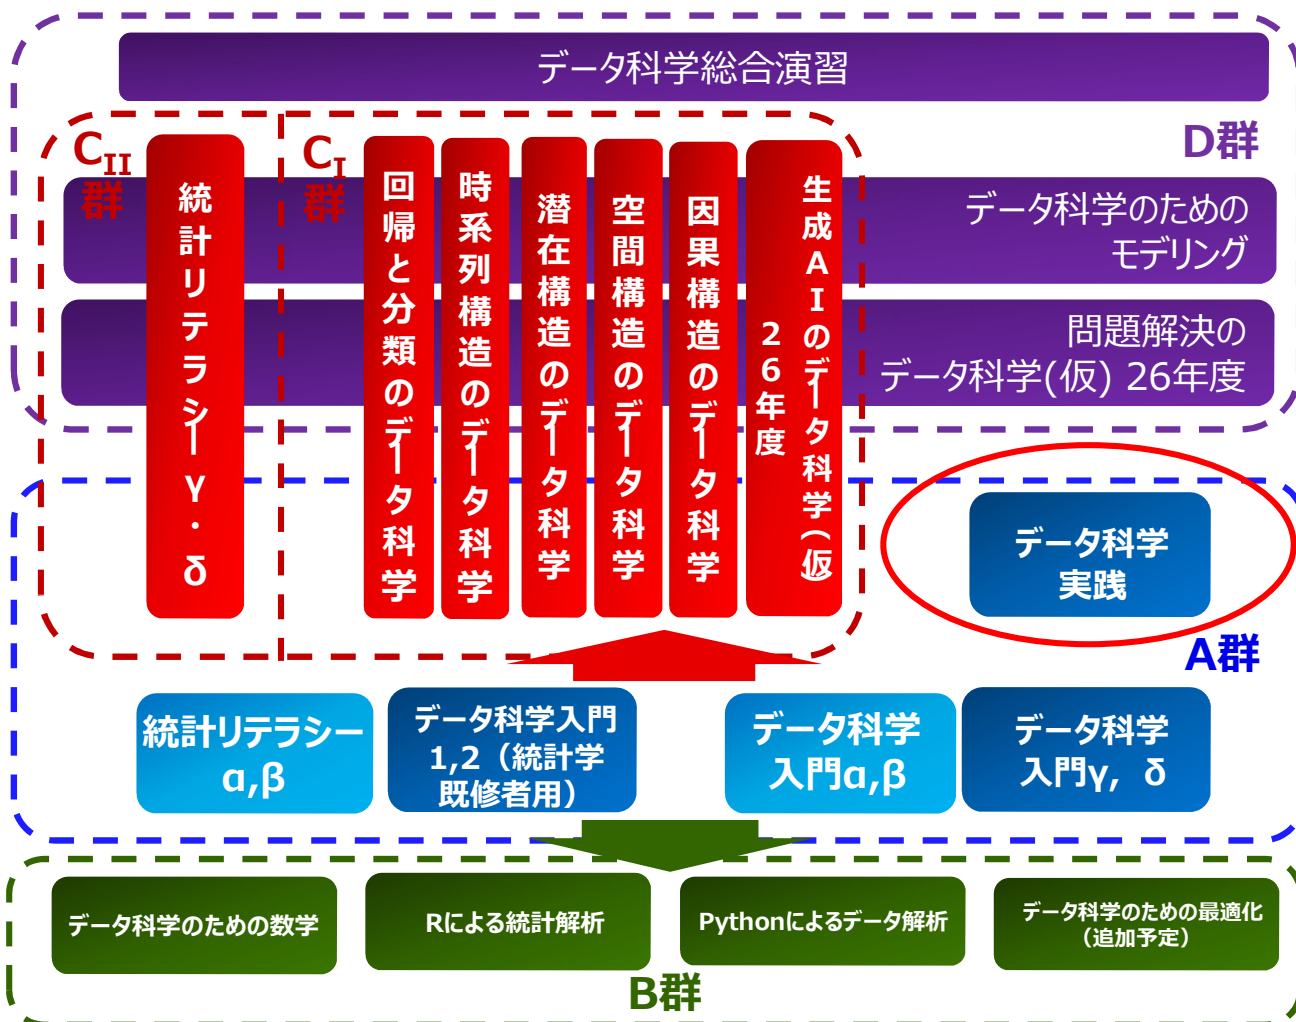 データ科学総合演習
D群
CII
群
統計リテラシーγ・δ
CI
群
回帰と分類のデータ科学
時系列構造のデータ科学
潜在構造のデータ科学
空間構造のデータ科学
因果構造のデータ科学
生成AIのデータ科学(仮)
26年度
データ科学のための
モデリング
問題解決の
データ科学(仮) 26年度
データ科学
実践
A群
統計リテラシー
α,β
データ科学入門
1,2（統計学
既修者用）
データ科学
入門α,β
データ科学
入門γ, δ
データ科学のための数学
Rによる統計解析
Pythonによるデータ解析
データ科学のための最適化
（追加予定）
B群